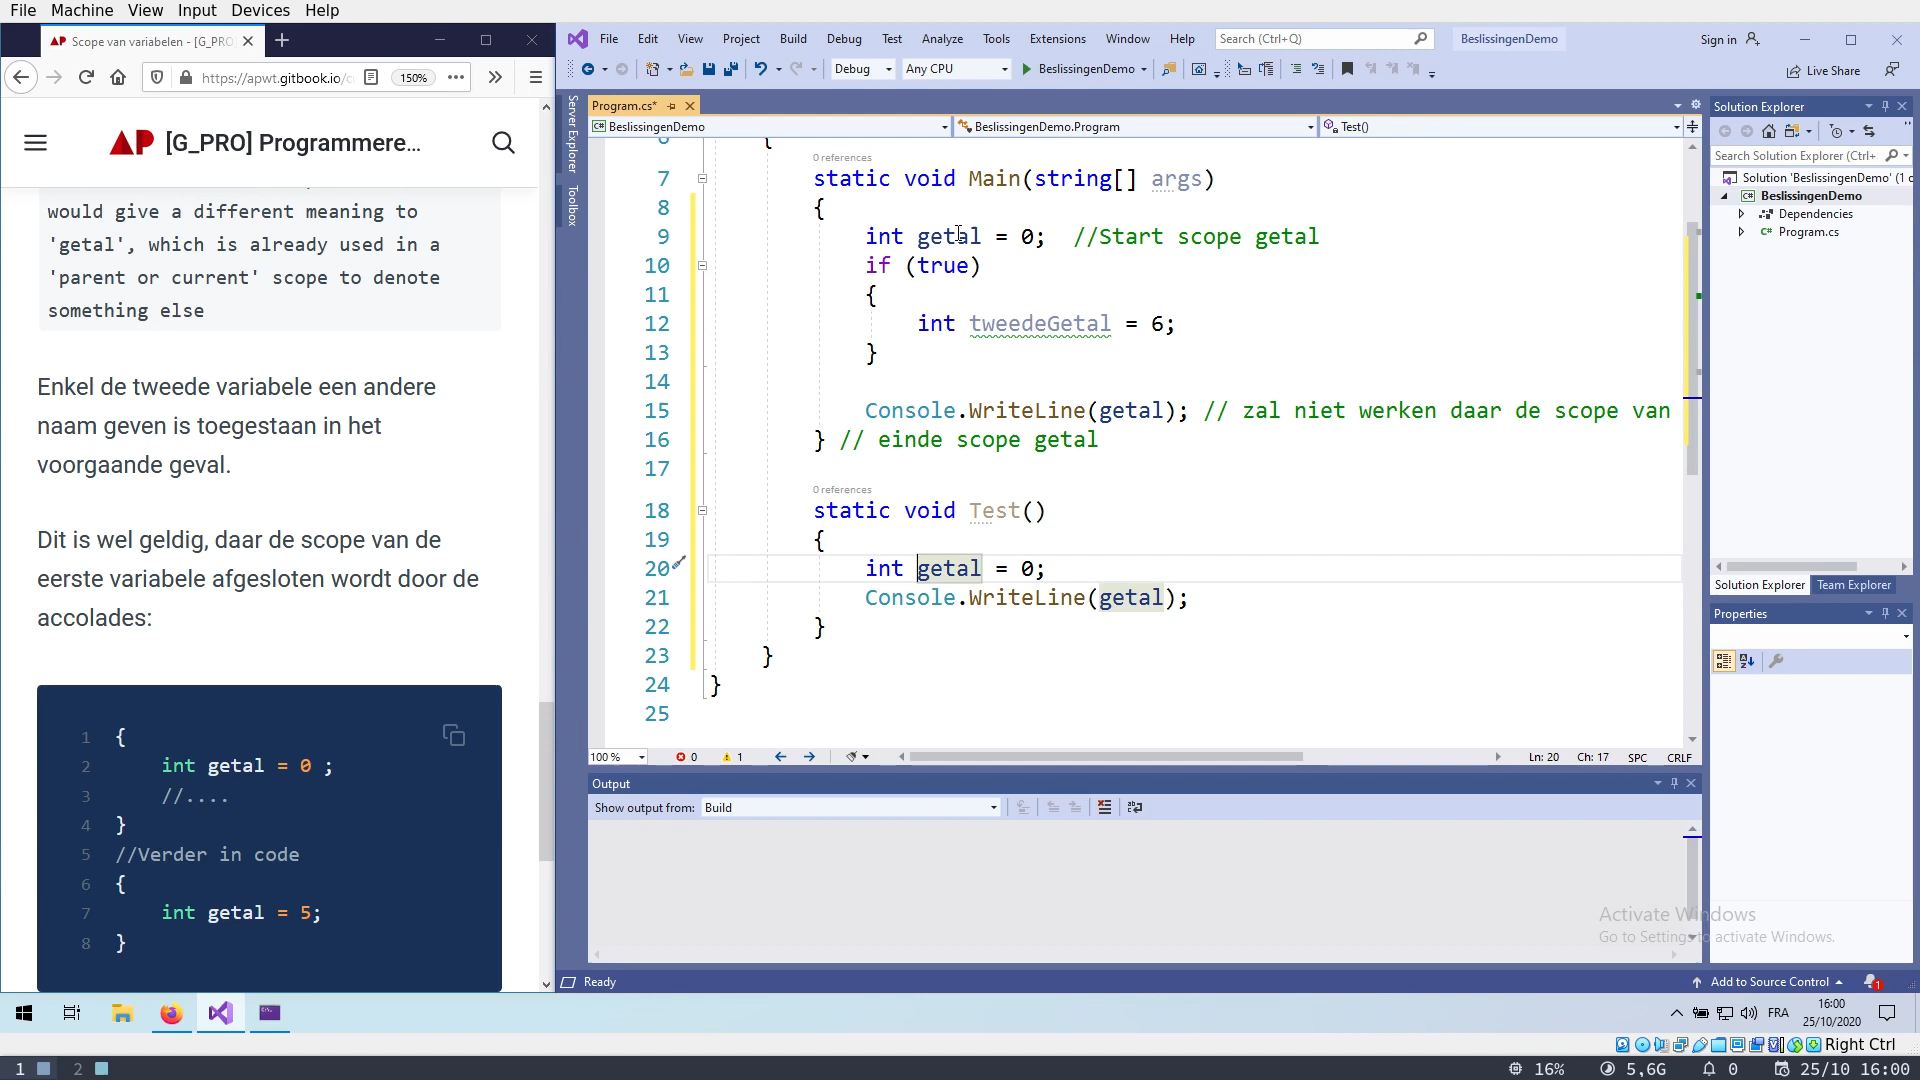 File Machine View Input Devices Help
Scope van variabelen - [G_PRO
https://apwt.gitbook.io/c 150%
AP [G_PRO] Programmere...
would give a different meaning to
'getal', which is already used in a
'parent or current' scope to denote
something else
Enkel de tweede variabele een andere
naam geven is toegestaan in het
voorgaande geval.
Dit is wel geldig, daar de scope van de
eerste variabele afgesloten wordt door de
accolades:
1 {
2 int getal = 0 ;
3 //....
4 }
5 //Verder in code
6 {
7 int getal = 5;
8 }
File Edit View Project Build Debug Test Analyze Tools Extensions Window Help Search (Ctrl+Q) BeslissingenDemo Sign in
Debug Any CPU BeslissingenDemo Live Share
Server Explorer
Toolbox
Program.cs*
BeslissingenDemo BeslissingenDemo.Program Test()
0 references
7 static void Main(string[] args)
8 {
9 int getal = 0; //Start scope getal
10 if (true)
11 {
12 int tweedeGetal = 6;
13 }
14
15 Console.WriteLine(getal); // zal niet werken daar de scope van
16 } // einde scope getal
17
0 references
18 static void Test()
19 {
20 int getal = 0;
21 Console.WriteLine(getal);
22 }
23 }
24 }
25
100 % 0 1 Ln: 20 Ch: 17 SPC CRLF
Output
Show output from: Build
Solution Explorer
Search Solution Explorer (Ctrl+
Solution 'BeslissingenDemo' (1
C# BeslissingenDemo
Dependencies
C# Program.cs
Solution Explorer Team Explorer
Properties
Activate Windows
Go to Settings to activate Windows.
Ready Add to Source Control 1
FRA 16:00
25/10/2020
Right Ctrl
1 2 16% 5,6G 0 25/10 16:00